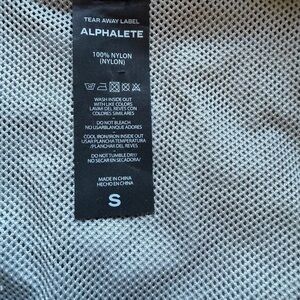 TEAR AWAY LABEL
ALPHALETE
100% NYLON
(NYLON)
WASH INSIDE OUT
WITH LIKE COLORS
LAVAR DEL REVES CON
COLORES SIMILARES
DO NOT BLEACH
NO USARBLANQUE ADORES
COOL IRON/IRON INSIDE OUT
USAR PLANCHA TEMPERATURA
/PLANCHAR DEL REVES.
DO NOT TUMBLE DRY/
NO SECAR EN SECADORA
MADE IN CHINA
HECHO EN CHINA
S